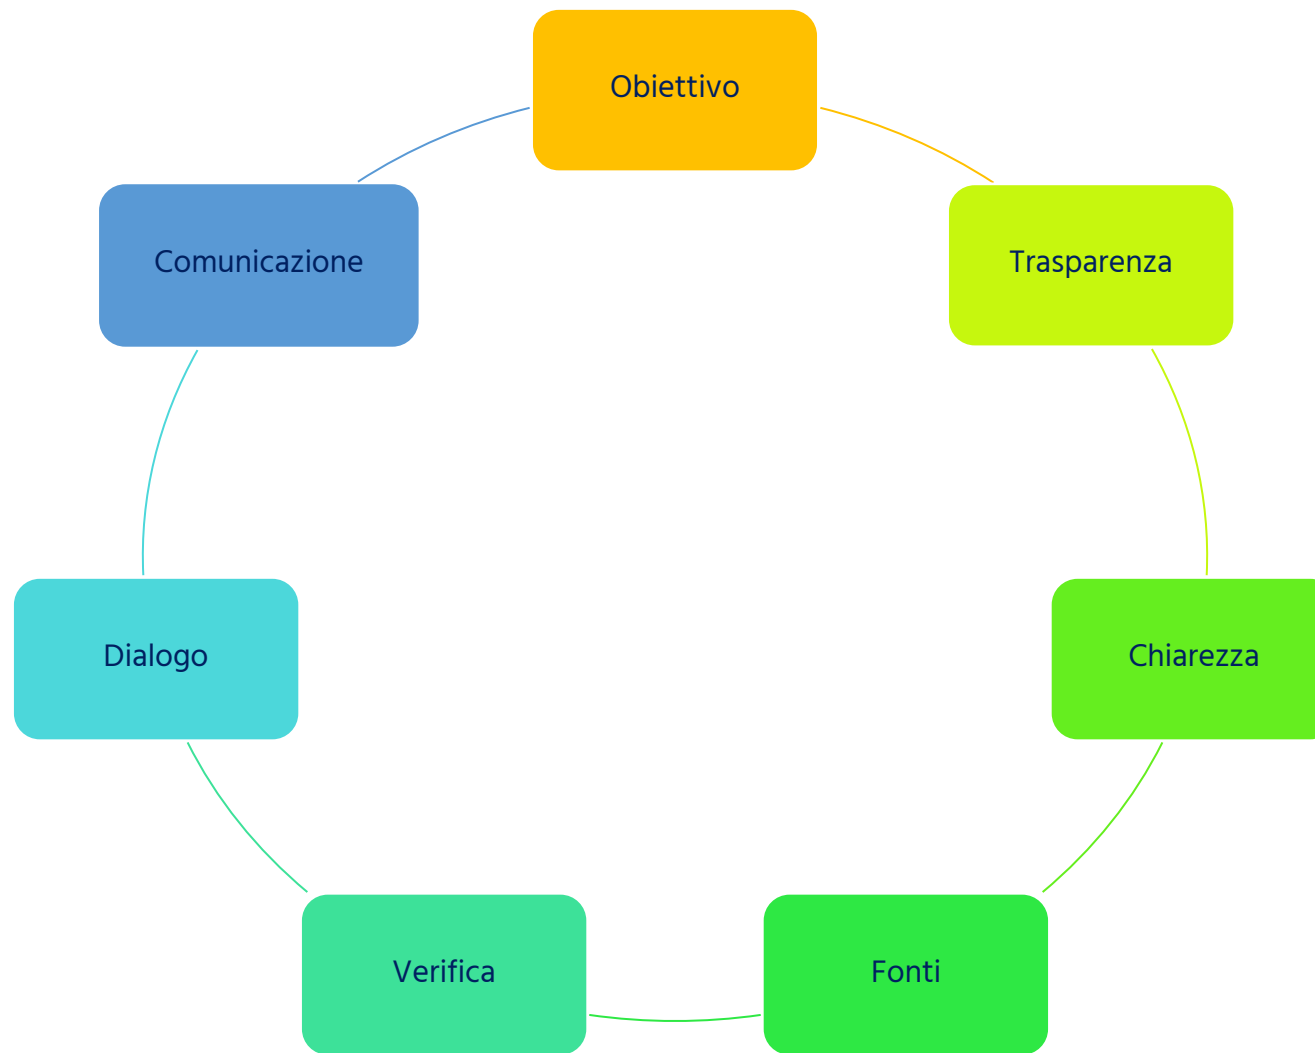 Obiettivo
Trasparenza
Chiarezza
Fonti
Verifica
Dialogo
Comunicazione